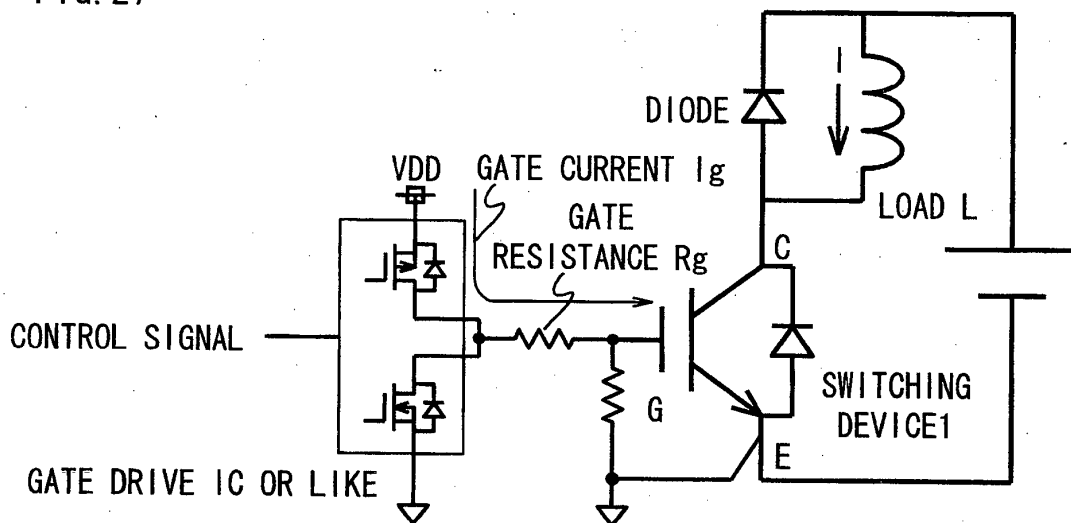 DIODE
I
VDD
GATE CURRENT Ig
GATE
RESISTANCE Rg
LOAD L
C
CONTROL SIGNAL
G
SWITCHING
DEVICE1
E
GATE DRIVE IC OR LIKE